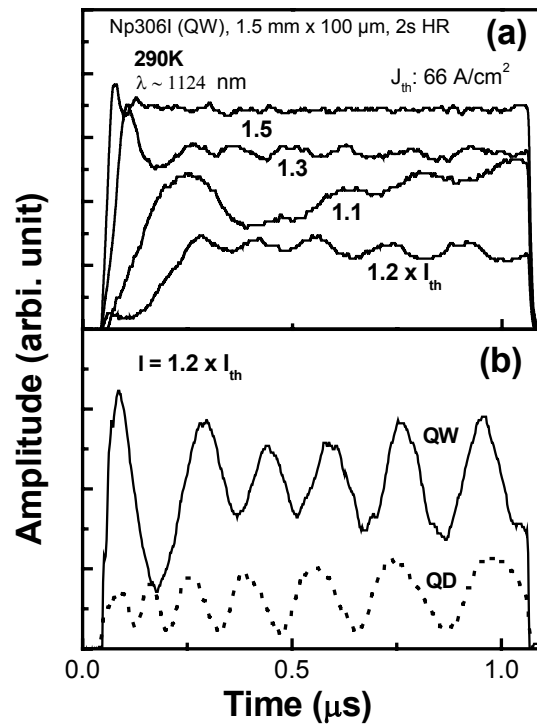 Np306I (QW), 1.5 mm x 100 μm, 2s HR
(a)
290K
λ ~ 1124 nm
J_th: 66 A/cm²
1.5
1.3
1.1
1.2 x I_th
Amplitude (arbi. unit)
I = 1.2 x I_th
(b)
QW
QD
0.0 0.5 1.0
Time (μs)